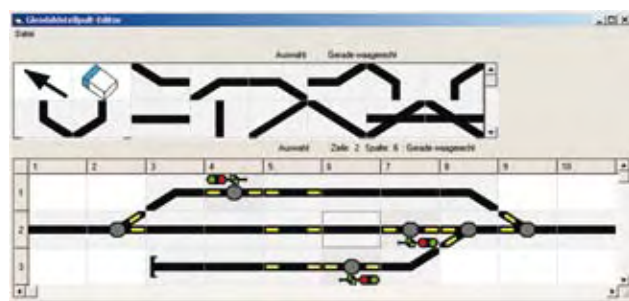 Gleisbildstellpult-Editor
Datei
Auswahl Gerade waagerecht
Auswahl Zeile 2 Spalte 6 Gerade waagerecht
1 2 3 4 5 6 7 8 9 10
1
2
3